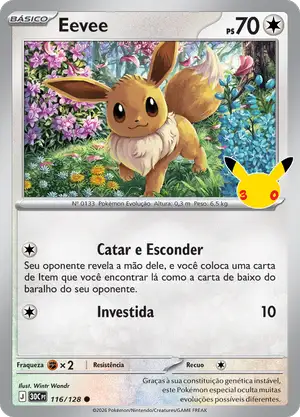 BÁSICO
Eevee
PS 70
30
Nº 0133 Pokémon Evolução Altura: 0,3 m Peso: 6,5 kg
Catar e Esconder
Seu oponente revela a mão dele, e você coloca uma carta
de Item que você encontrar lá como a carta de baixo do
baralho do seu oponente.
Investida 10
Fraqueza ×2 Resistência Recuo
Ilust. Wintr Wandr
J 30C PT 116/128
Graças à sua constituição genética instável,
este Pokémon especial oculta muitas
evoluções possíveis diferentes.
©2026 Pokémon/Nintendo/Creatures/GAME FREAK